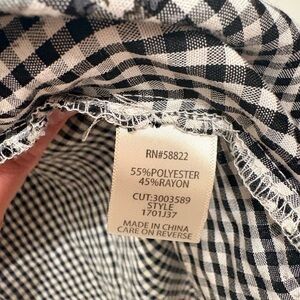 RN#58822
55%POLYESTER
45%RAYON
CUT:3003589
STYLE
1701J37
MADE IN CHINA
CARE ON REVERSE